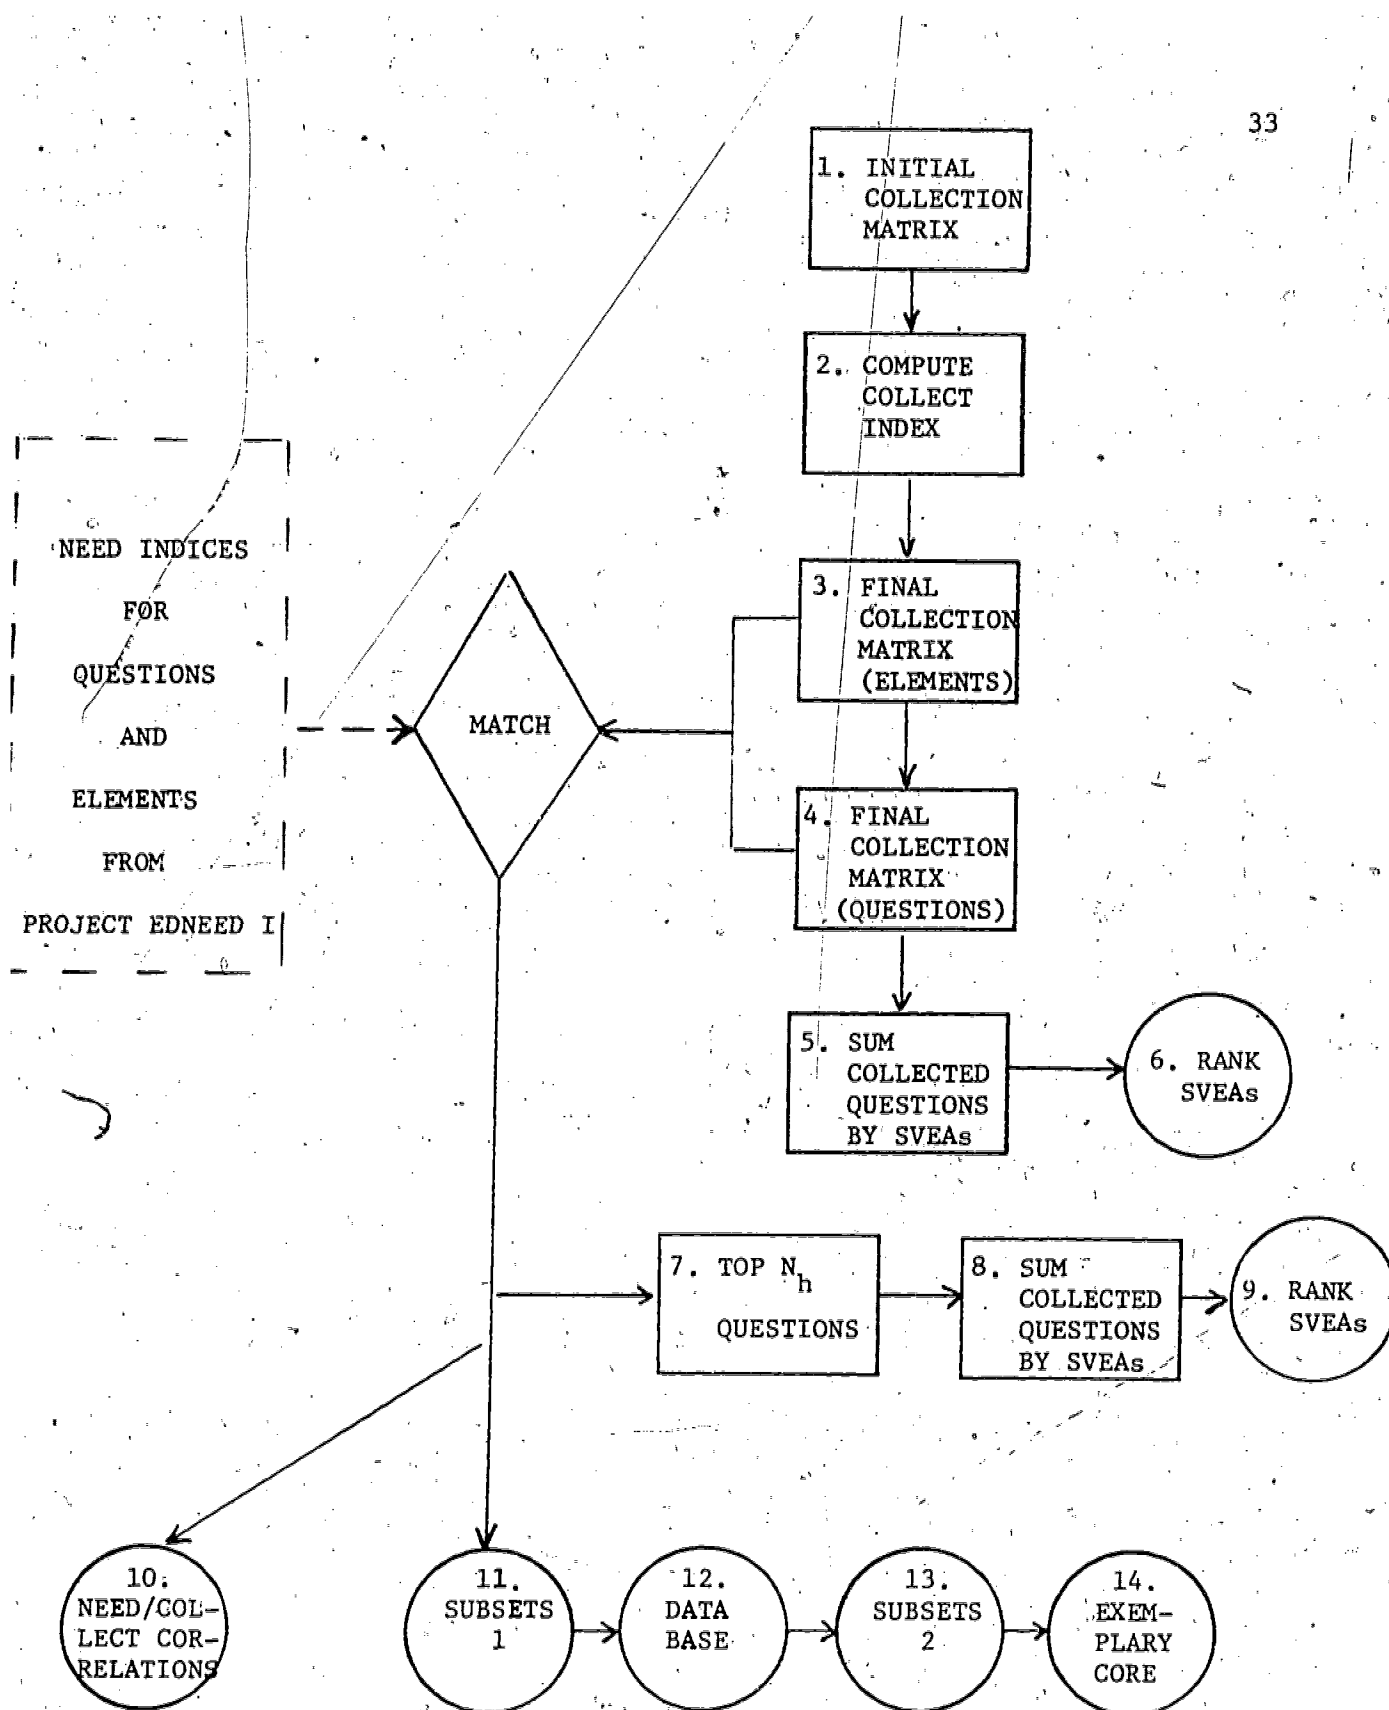 33
1. INITIAL
COLLECTION
MATRIX
2. COMPUTE
COLLECT
INDEX
NEED INDICES
FOR
QUESTIONS
AND
ELEMENTS
FROM
PROJECT EDNEED I
MATCH
3. FINAL
COLLECTION
MATRIX
(ELEMENTS)
4. FINAL
COLLECTION
MATRIX
(QUESTIONS)
5. SUM
COLLECTED
QUESTIONS
BY SVEAs
6. RANK
SVEAs
7. TOP Nh
QUESTIONS
8. SUM
COLLECTED
QUESTIONS
BY SVEAs
9. RANK
SVEAs
10.
NEED/COL-
LECT COR-
RELATIONS
11.
SUBSETS
1
12.
DATA
BASE
13.
SUBSETS
2
14.
EXEM-
PLARY
CORE